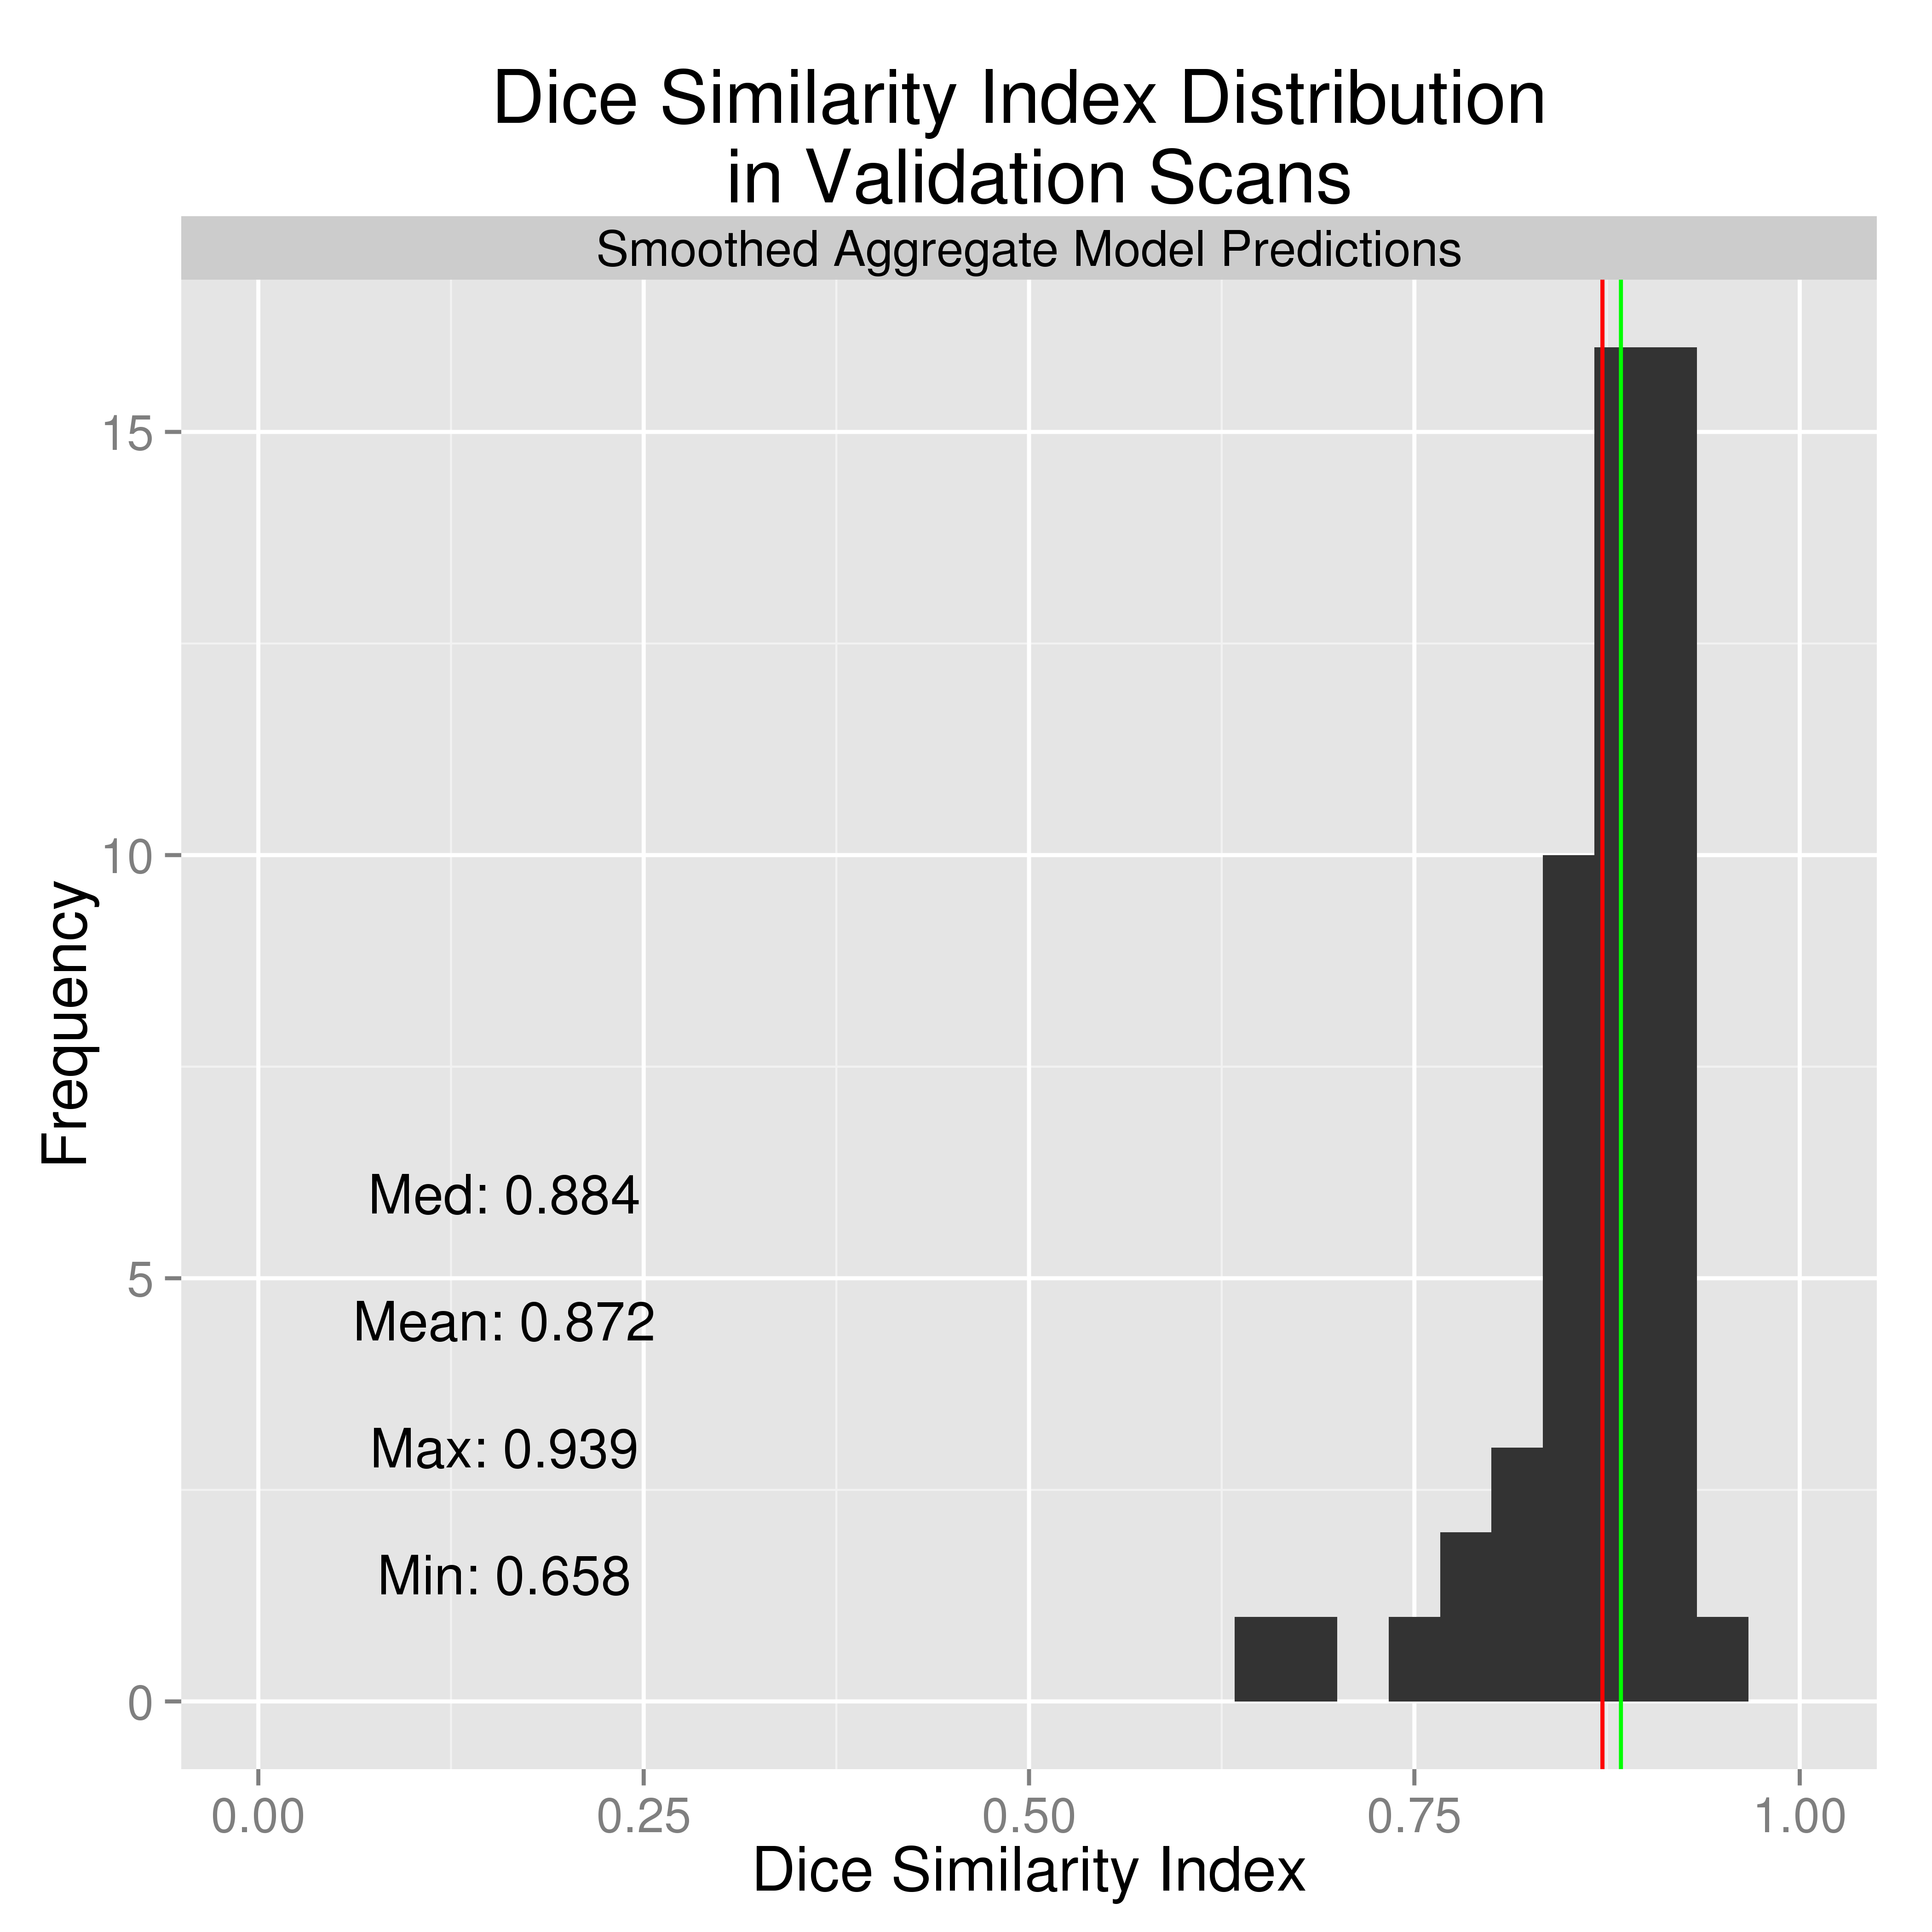 Dice Similarity Index Distribution
in Validation Scans
Smoothed Aggregate Model Predictions
Frequency
15
10
5
0
Med: 0.884
Mean: 0.872
Max: 0.939
Min: 0.658
0.00 0.25 0.50 0.75 1.00
Dice Similarity Index